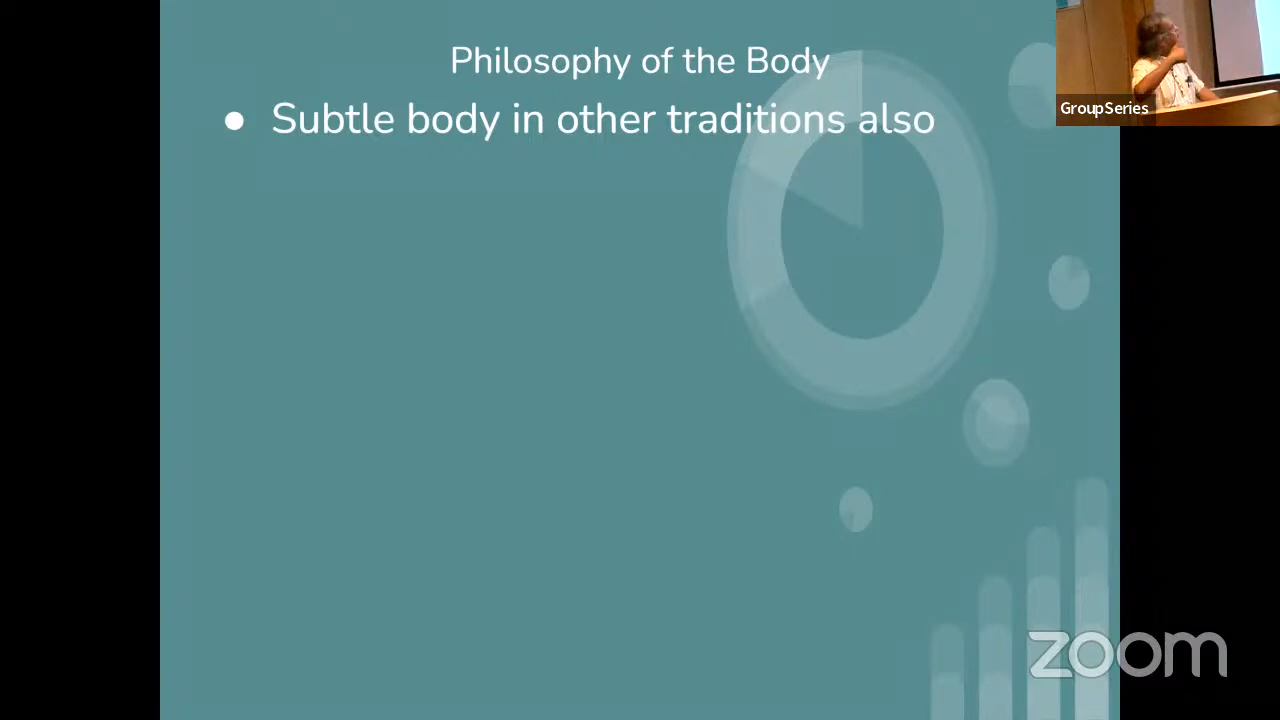 Philosophy of the Body
● Subtle body in other traditions also
GroupSeries
zoom